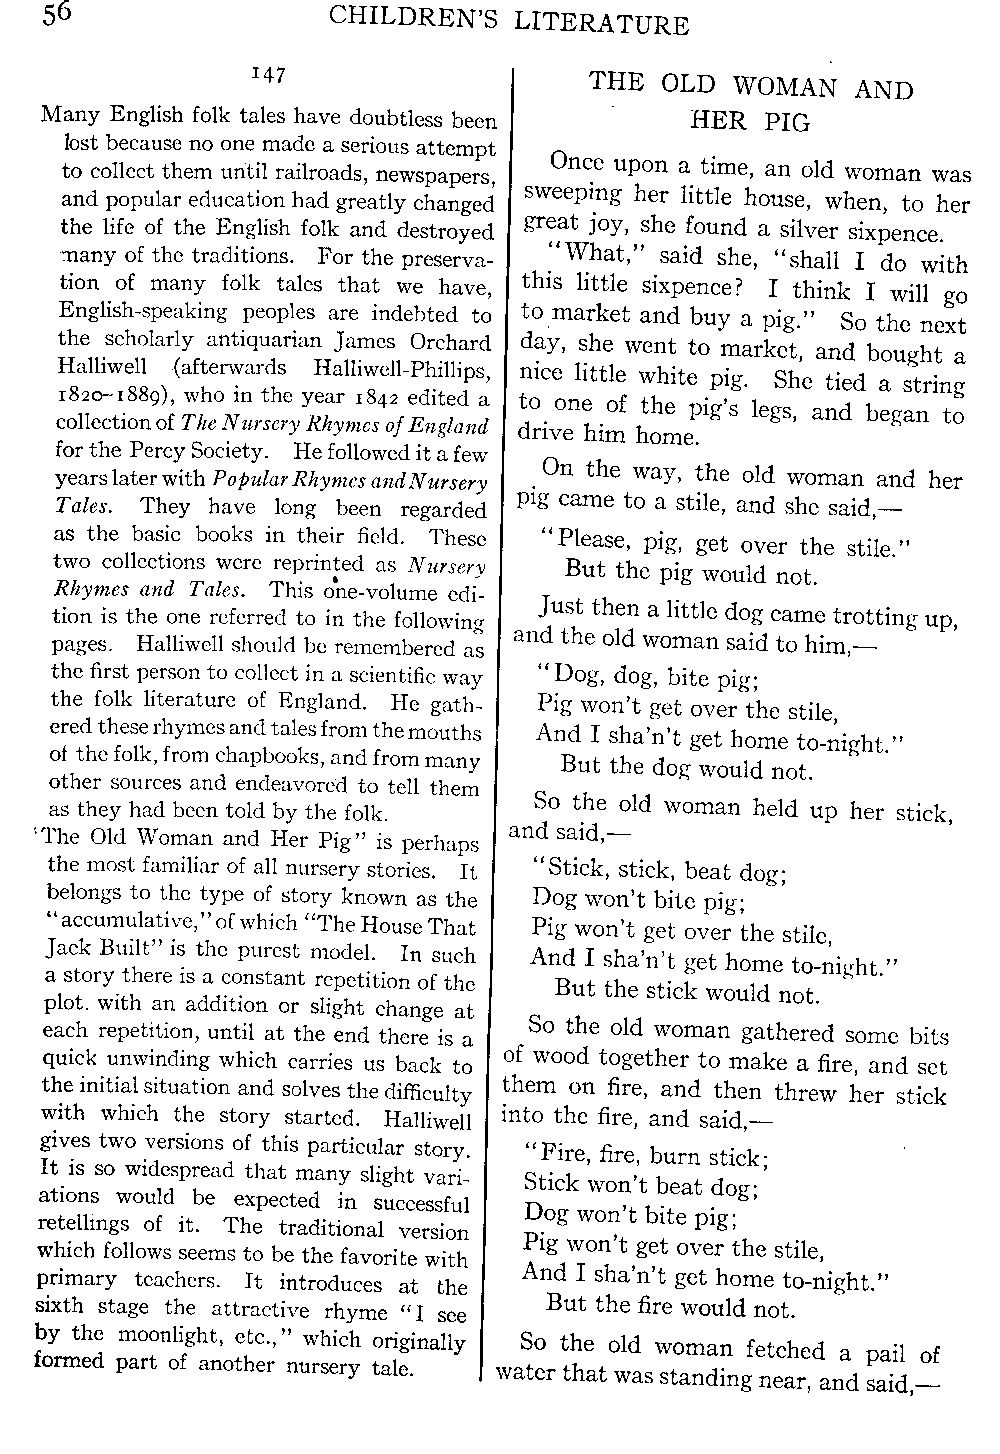 56
CHILDREN'S LITERATURE
147
Many English folk tales have doubtless been
lost because no one made a serious attempt
to collect them until railroads, newspapers,
and popular education had greatly changed
the life of the English folk and destroyed
many of the traditions. For the preserva-
tion of many folk tales that we have,
English-speaking peoples are indebted to
the scholarly antiquarian James Orchard
Halliwell (afterwards Halliwell-Phillips,
1820-1889), who in the year 1842 edited a
collection of The Nursery Rhymes of England
for the Percy Society. He followed it a few
years later with Popular Rhymes and Nursery
Tales. They have long been regarded
as the basic books in their field. These
two collections were reprinted as Nursery
Rhymes and Tales. This one-volume edi-
tion is the one referred to in the following
pages. Halliwell should be remembered as
the first person to collect in a scientific way
the folk literature of England. He gath-
ered these rhymes and tales from the mouths
of the folk, from chapbooks, and from many
other sources and endeavored to tell them
as they had been told by the folk.
'The Old Woman and Her Pig" is perhaps
the most familiar of all nursery stories. It
belongs to the type of story known as the
"accumulative," of which "The House That
Jack Built" is the purest model. In such
a story there is a constant repetition of the
plot. with an addition or slight change at
each repetition, until at the end there is a
quick unwinding which carries us back to
the initial situation and solves the difficulty
with which the story started. Halliwell
gives two versions of this particular story.
It is so widespread that many slight vari-
ations would be expected in successful
retellings of it. The traditional version
which follows seems to be the favorite with
primary teachers. It introduces at the
sixth stage the attractive rhyme "I see
by the moonlight, etc.," which originally
formed part of another nursery tale.
THE OLD WOMAN AND
HER PIG
Once upon a time, an old woman was
sweeping her little house, when, to her
great joy, she found a silver sixpence.
"What," said she, "shall I do with
this little sixpence? I think I will go
to market and buy a pig." So the next
day, she went to market, and bought a
nice little white pig. She tied a string
to one of the pig's legs, and began to
drive him home.
On the way, the old woman and her
pig came to a stile, and she said,—
"Please, pig, get over the stile."
But the pig would not.
Just then a little dog came trotting up,
and the old woman said to him,—
"Dog, dog, bite pig;
Pig won't get over the stile,
And I sha'n't get home to-night."
But the dog would not.
So the old woman held up her stick,
and said,—
"Stick, stick, beat dog;
Dog won't bite pig;
Pig won't get over the stile,
And I sha'n't get home to-night."
But the stick would not.
So the old woman gathered some bits
of wood together to make a fire, and set
them on fire, and then threw her stick
into the fire, and said,—
"Fire, fire, burn stick;
Stick won't beat dog;
Dog won't bite pig;
Pig won't get over the stile,
And I sha'n't get home to-night."
But the fire would not.
So the old woman fetched a pail of
water that was standing near, and said,—